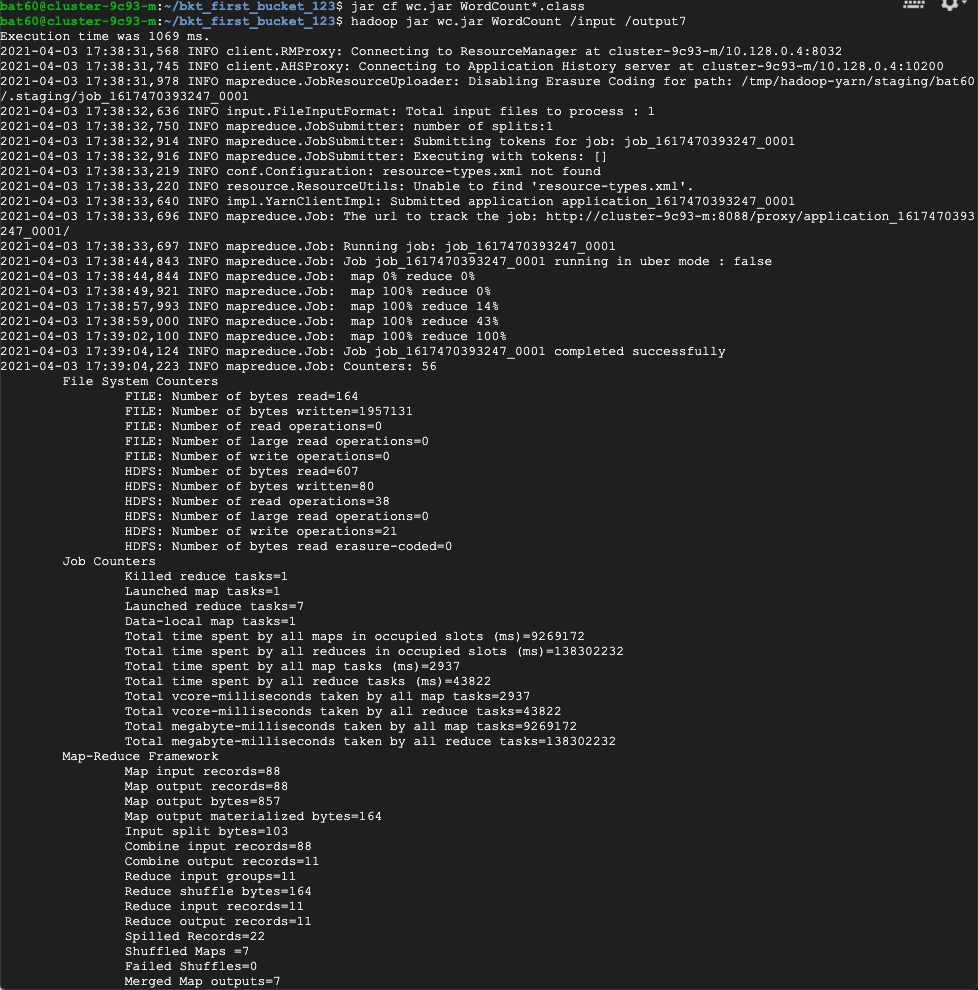 bat60@cluster-9c93-m:~/bkt_first_bucket_123$ jar cf wc.jar WordCount*.class
bat60@cluster-9c93-m:~/bkt_first_bucket_123$ hadoop jar wc.jar WordCount /input /output7
Execution time was 1069 ms.
2021-04-03 17:38:31,568 INFO client.RMProxy: Connecting to ResourceManager at cluster-9c93-m/10.128.0.4:8032
2021-04-03 17:38:31,745 INFO client.AHSProxy: Connecting to Application History server at cluster-9c93-m/10.128.0.4:10200
2021-04-03 17:38:31,978 INFO mapreduce.JobResourceUploader: Disabling Erasure Coding for path: /tmp/hadoop-yarn/staging/bat60
/.staging/job_1617470393247_0001
2021-04-03 17:38:32,636 INFO input.FileInputFormat: Total input files to process : 1
2021-04-03 17:38:32,750 INFO mapreduce.JobSubmitter: number of splits:1
2021-04-03 17:38:32,914 INFO mapreduce.JobSubmitter: Submitting tokens for job: job_1617470393247_0001
2021-04-03 17:38:32,916 INFO mapreduce.JobSubmitter: Executing with tokens: []
2021-04-03 17:38:33,219 INFO conf.Configuration: resource-types.xml not found
2021-04-03 17:38:33,220 INFO resource.ResourceUtils: Unable to find 'resource-types.xml'.
2021-04-03 17:38:33,640 INFO impl.YarnClientImpl: Submitted application application_1617470393247_0001
2021-04-03 17:38:33,696 INFO mapreduce.Job: The url to track the job: http://cluster-9c93-m:8088/proxy/application_1617470393
247_0001/
2021-04-03 17:38:33,697 INFO mapreduce.Job: Running job: job_1617470393247_0001
2021-04-03 17:38:44,843 INFO mapreduce.Job: Job job_1617470393247_0001 running in uber mode : false
2021-04-03 17:38:44,844 INFO mapreduce.Job:  map 0% reduce 0%
2021-04-03 17:38:49,921 INFO mapreduce.Job:  map 100% reduce 0%
2021-04-03 17:38:57,993 INFO mapreduce.Job:  map 100% reduce 14%
2021-04-03 17:38:59,000 INFO mapreduce.Job:  map 100% reduce 43%
2021-04-03 17:39:02,100 INFO mapreduce.Job:  map 100% reduce 100%
2021-04-03 17:39:04,124 INFO mapreduce.Job: Job job_1617470393247_0001 completed successfully
2021-04-03 17:39:04,223 INFO mapreduce.Job: Counters: 56
File System Counters
FILE: Number of bytes read=164
FILE: Number of bytes written=1957131
FILE: Number of read operations=0
FILE: Number of large read operations=0
FILE: Number of write operations=0
HDFS: Number of bytes read=607
HDFS: Number of bytes written=80
HDFS: Number of read operations=38
HDFS: Number of large read operations=0
HDFS: Number of write operations=21
HDFS: Number of bytes read erasure-coded=0
Job Counters
Killed reduce tasks=1
Launched map tasks=1
Launched reduce tasks=7
Data-local map tasks=1
Total time spent by all maps in occupied slots (ms)=9269172
Total time spent by all reduces in occupied slots (ms)=138302232
Total time spent by all map tasks (ms)=2937
Total time spent by all reduce tasks (ms)=43822
Total vcore-milliseconds taken by all map tasks=2937
Total vcore-milliseconds taken by all reduce tasks=43822
Total megabyte-milliseconds taken by all map tasks=9269172
Total megabyte-milliseconds taken by all reduce tasks=138302232
Map-Reduce Framework
Map input records=88
Map output records=88
Map output bytes=857
Map output materialized bytes=164
Input split bytes=103
Combine input records=88
Combine output records=11
Reduce input groups=11
Reduce shuffle bytes=164
Reduce input records=11
Reduce output records=11
Spilled Records=22
Shuffled Maps =7
Failed Shuffles=0
Merged Map outputs=7